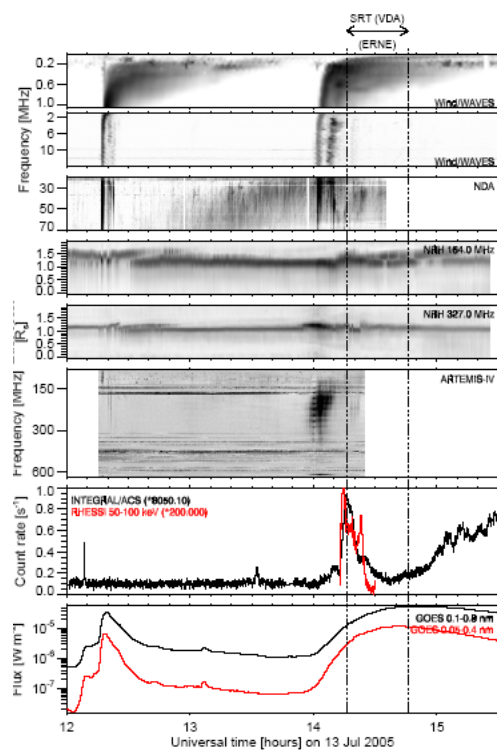 SRT (VDA)
(ERNE)
0.2
0.6
1.0
Wind/WAVES
2
6
10
Wind/WAVES
Frequency [MHz]
30
50
70
NDA
1.5
1.0
0.5
0.0
NRH 164.0 MHz
1.5
1.0
0.5
0.0
NRH 327.0 MHz
[Rs]
150
300
600
ARTEMIS-IV
Frequency [MHz]
1.0
0.8
0.6
0.4
0.2
0.0
INTEGRAL/ACS (*8050.10)
RHESSI 50-100 keV (*200.000)
Count rate [s-1]
10-5
10-6
10-7
GOES 0.1-0.8 nm
GOES 0.05-0.4 nm
Flux [W m-2]
12 13 14 15
Universal time [hours] on 13 Jul 2005